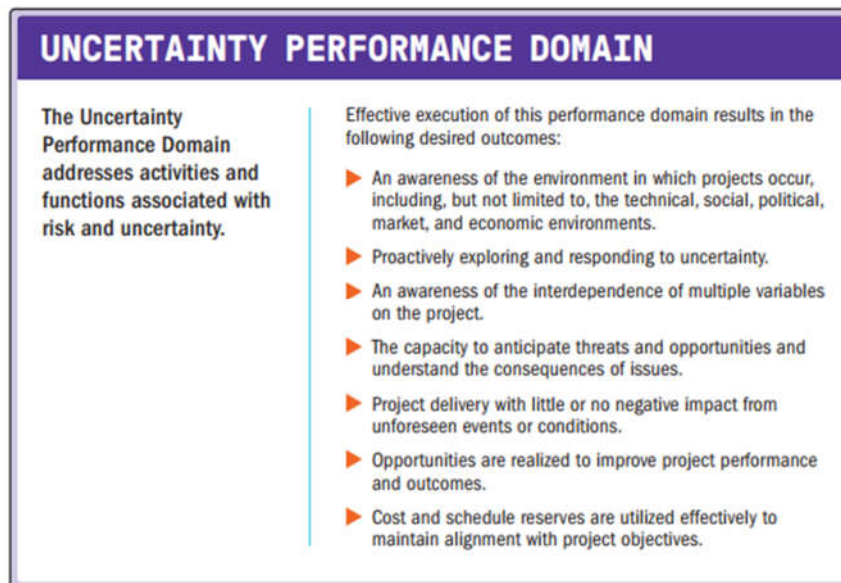 UNCERTAINTY PERFORMANCE DOMAIN
The Uncertainty
Performance Domain
addresses activities and
functions associated with
risk and uncertainty.
Effective execution of this performance domain results in the
following desired outcomes:
An awareness of the environment in which projects occur,
including, but not limited to, the technical, social, political,
market, and economic environments.
Proactively exploring and responding to uncertainty.
An awareness of the interdependence of multiple variables
on the project.
The capacity to anticipate threats and opportunities and
understand the consequences of issues.
Project delivery with little or no negative impact from
unforeseen events or conditions.
Opportunities are realized to improve project performance
and outcomes.
Cost and schedule reserves are utilized effectively to
maintain alignment with project objectives.